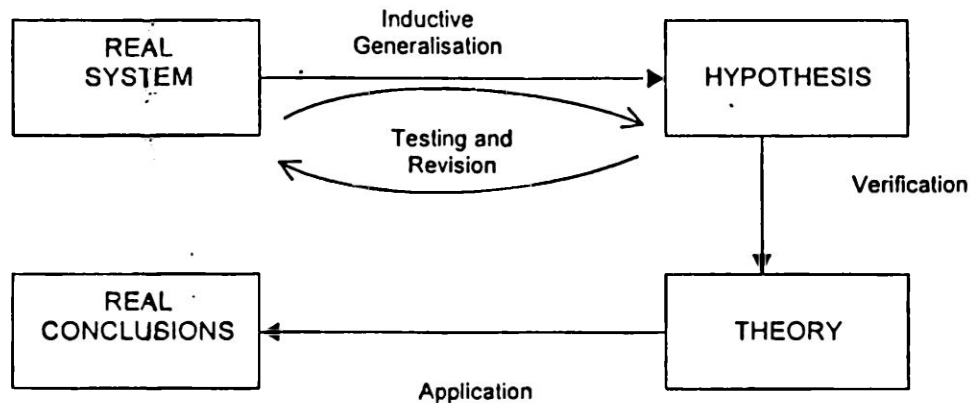 Inductive
Generalisation
REAL
SYSTEM
HYPOTHESIS
Testing and
Revision
Verification
REAL
CONCLUSIONS
THEORY
Application